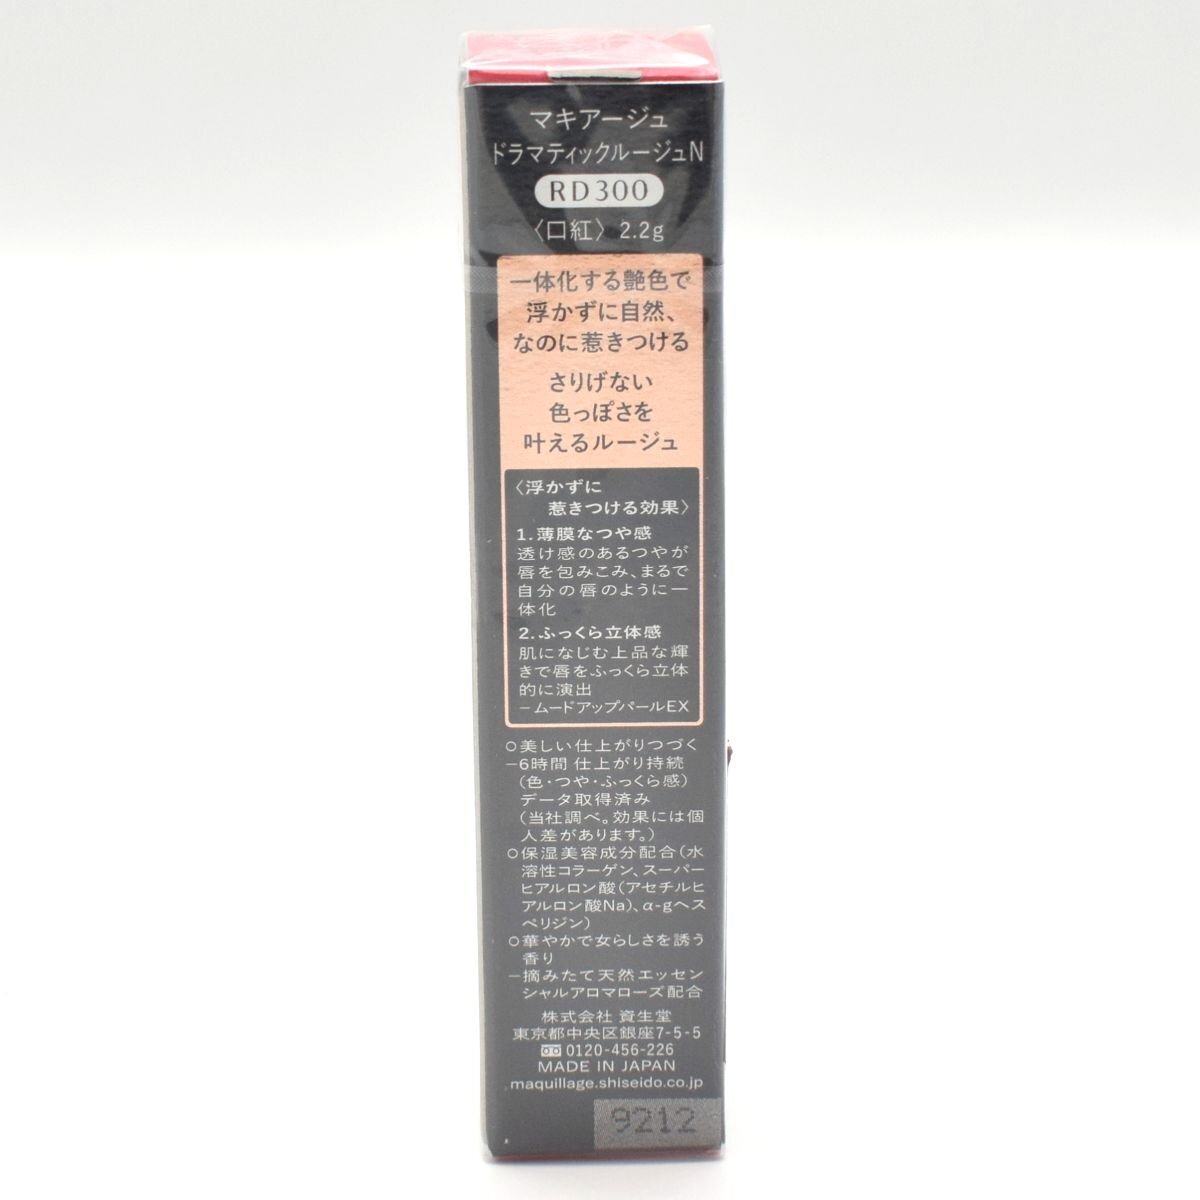 マキアージュ
ドラマティックルージュN
RD300
〈口紅〉2.2g
一体化する艶色で
浮かずに自然、
なのに惹きつける
さりげない
色っぽさを
叶えるルージュ
〈浮かずに
惹きつける効果〉
1.薄膜なつや感
透け感のあるつやが
唇を包みこみ、まるで
自分の唇のように一
体化
2.ふっくら立体感
肌になじむ上品な輝
きで唇をふっくら立体
的に演出
−ムードアップパールEX
○美しい仕上がりつづく
−6時間 仕上がり持続
(色・つや・ふっくら感)
データ取得済み
(当社調べ。効果には個
人差があります。)
○保湿美容成分配合(水
溶性コラーゲン、スーパー
ヒアルロン酸(アセチルヒ
アルロン酸Na)、α-gヘス
ペリジン)
○華やかで女らしさを誘う
香り
−摘みたて天然エッセン
シャルアロマローズ配合
株式会社 資生堂
東京都中央区銀座7-5-5
0120-456-226
MADE IN JAPAN
maquillage.shiseido.co.jp
9212